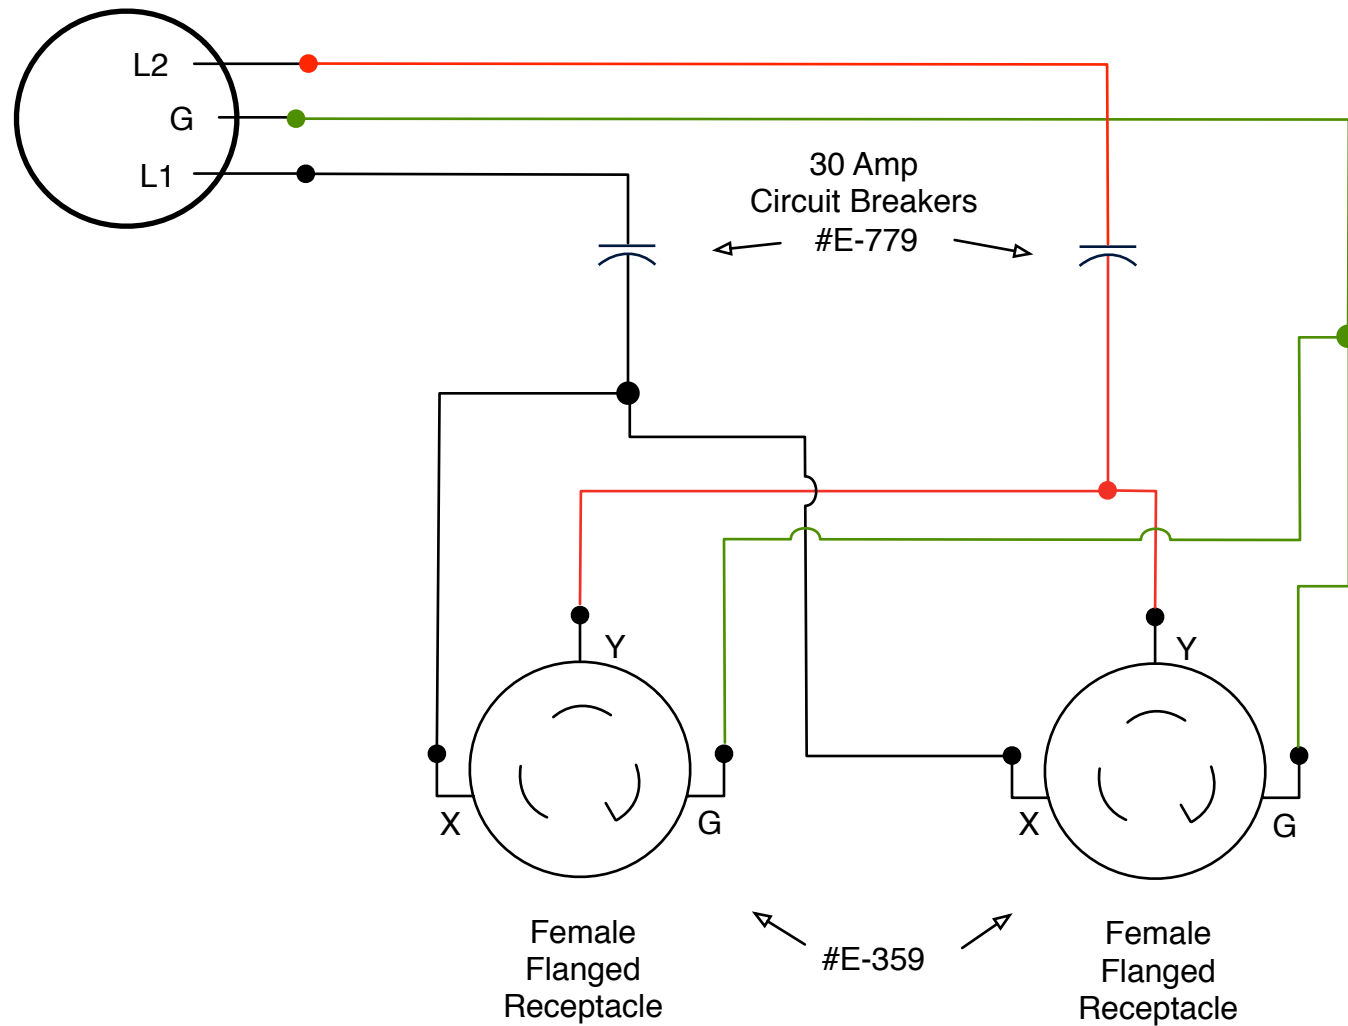 L2
G
L1
30 Amp
Circuit Breakers
#E-779
Y
X
G
Y
X
G
Female
Flanged
Receptacle
#E-359
Female
Flanged
Receptacle